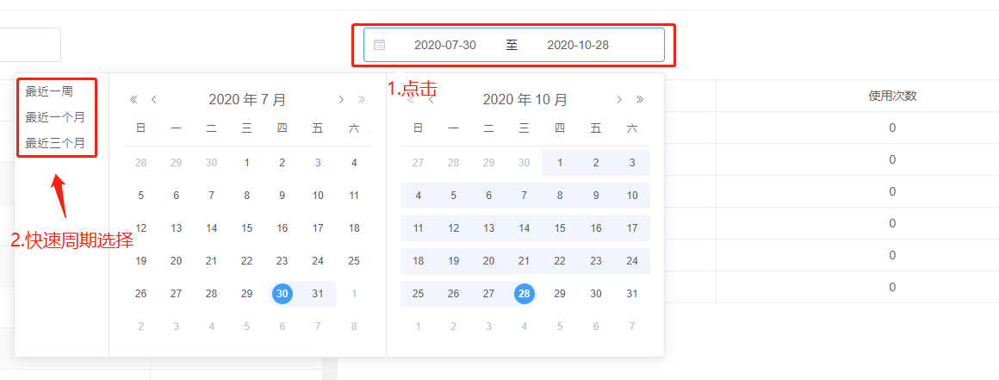 2020-07-30 至 2020-10-28
1.点击
最近一周
最近一个月
最近三个月
2.快速周期选择
2020 年 7 月
日 一 二 三 四 五 六
28 29 30 1 2 3 4
5 6 7 8 9 10 11
12 13 14 15 16 17 18
19 20 21 22 23 24 25
26 27 28 29 30 31 1
2 3 4 5 6 7 8
2020 年 10 月
日 一 二 三 四 五 六
27 28 29 30 1 2 3
4 5 6 7 8 9 10
11 12 13 14 15 16 17
18 19 20 21 22 23 24
25 26 27 28 29 30 31
1 2 3 4 5 6 7
使用次数
0
0
0
0
0
0